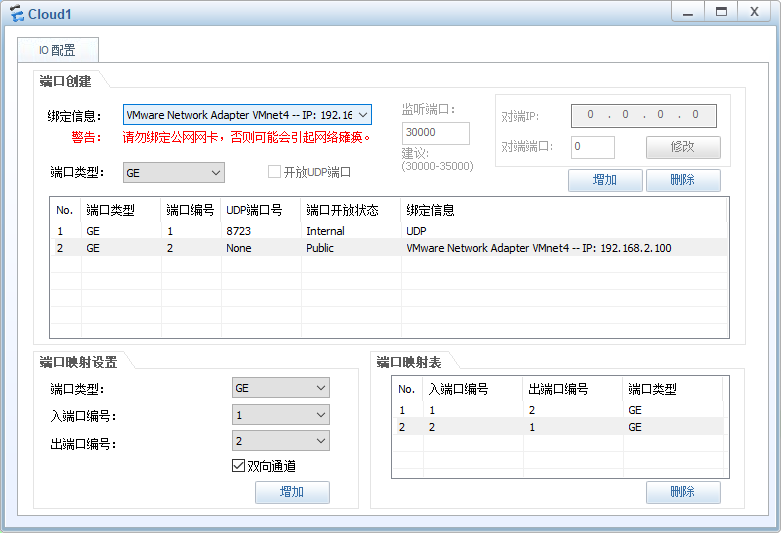 Cloud1
IO 配置
端口创建
绑定信息： VMware Network Adapter VMnet4 -- IP: 192.16
警告： 请勿绑定公网网卡，否则可能会引起网络瘫痪。
端口类型： GE 开放UDP端口
监听端口：
30000
建议:
(30000-35000)
对端IP: 0 . 0 . 0 . 0
对端端口: 0 修改
增加 删除
No. 端口类型 端口编号 UDP端口号 端口开放状态 绑定信息
1 GE 1 8723 Internal UDP
2 GE 2 None Public VMware Network Adapter VMnet4 -- IP: 192.168.2.100
端口映射设置
端口类型： GE
入端口编号： 1
出端口编号： 2
双向通道
增加
端口映射表
No. 入端口编号 出端口编号 端口类型
1 1 2 GE
2 2 1 GE
删除